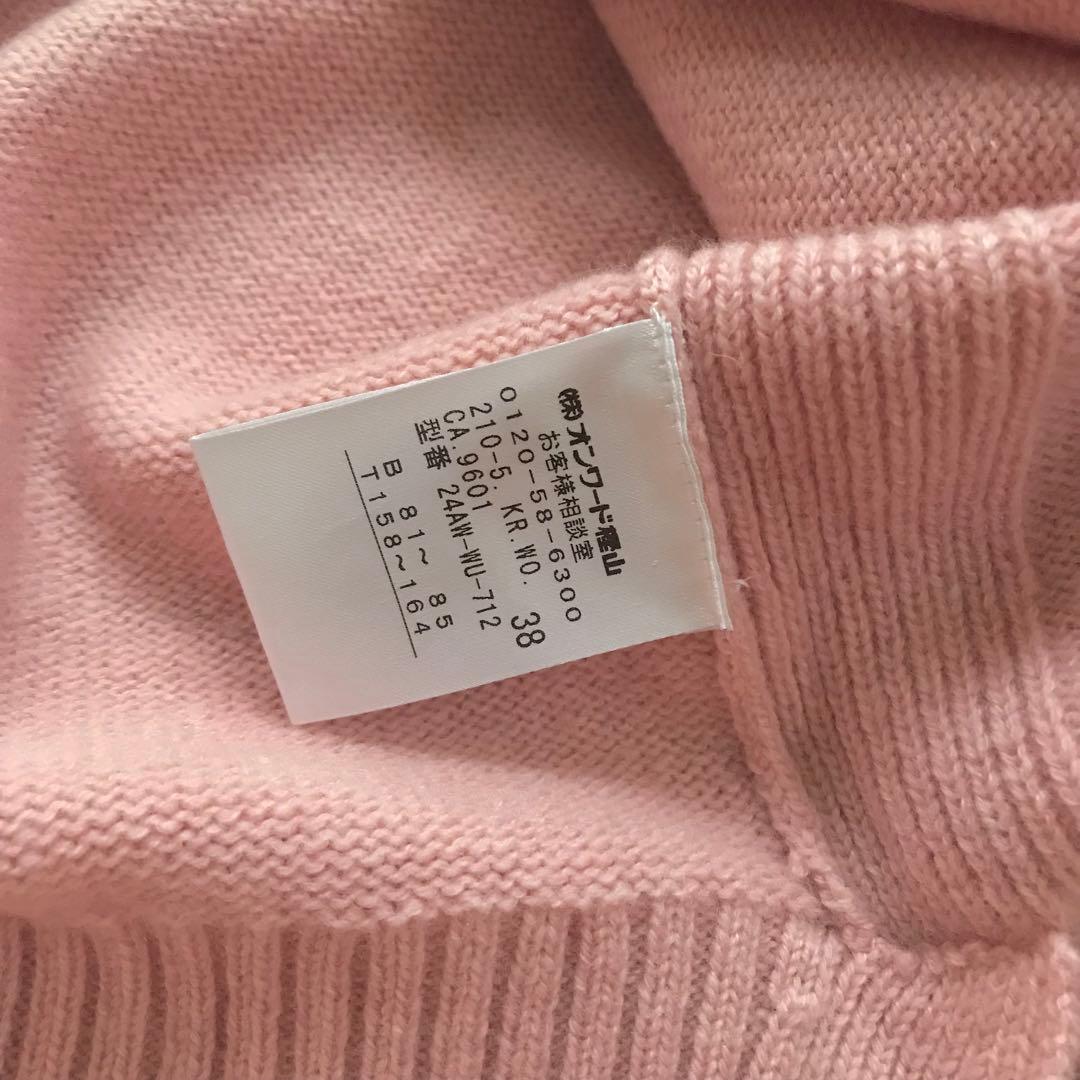 (株)オンワード樫山
お客様相談室
0120-58-6300
210-5. KR.WO. 38
CA.9601
型番 24AW-WU-712
B 81～ 85
T158～164